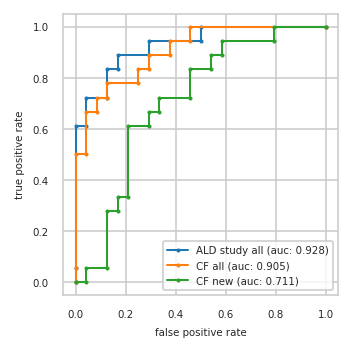 1.0
0.8
0.6
0.4
0.2
0.0
true positive rate
ALD study all (auc: 0.928)
CF all (auc: 0.905)
CF new (auc: 0.711)
0.0 0.2 0.4 0.6 0.8 1.0
false positive rate